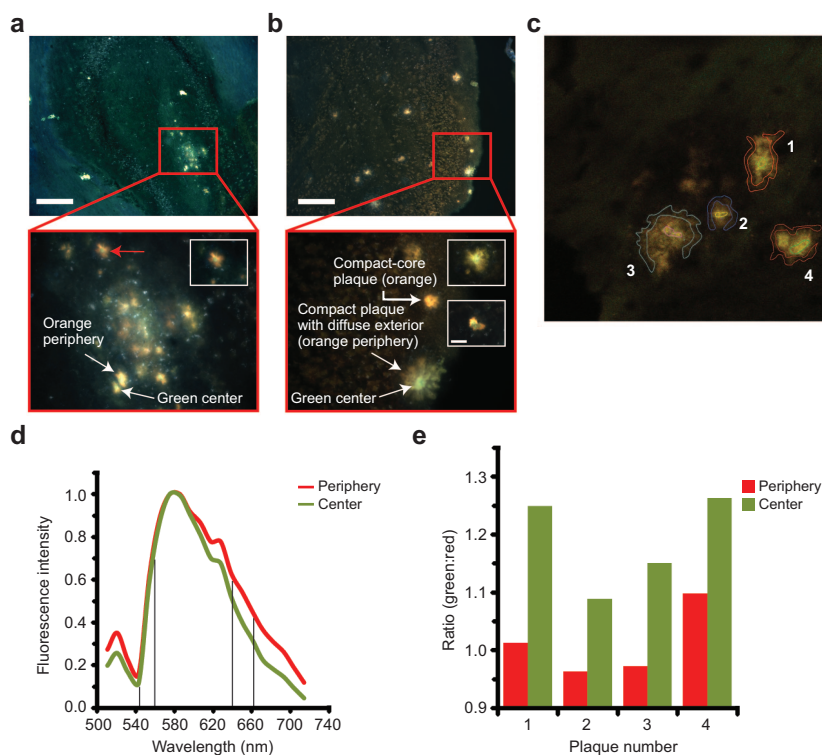 a
b
c
Orange
periphery
Green center
Compact-core
plaque (orange)
Compact plaque
with diffuse exterior
(orange periphery)
Green center
1
2
3
4
d
Fluorescence intensity
1.0
0.8
0.6
0.4
0.2
0.0
500 540 580 620 660 700 740
Wavelength (nm)
Periphery
Center
e
Ratio (green:red)
1.3
1.2
1.1
1.0
0.9
1 2 3 4
Plaque number
Periphery
Center